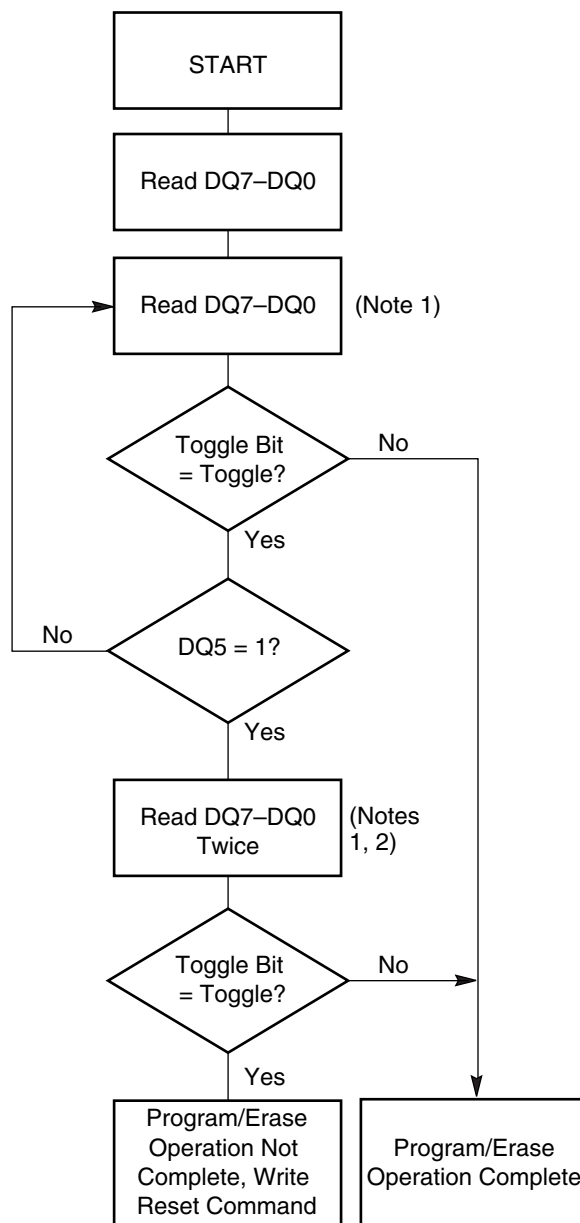 START
Read DQ7–DQ0
Read DQ7–DQ0
(Note 1)
Toggle Bit
= Toggle?
No
Yes
No
DQ5 = 1?
Yes
Read DQ7–DQ0
Twice
(Notes
1, 2)
Toggle Bit
= Toggle?
No
Yes
Program/Erase
Operation Not
Complete, Write
Reset Command
Program/Erase
Operation Complete